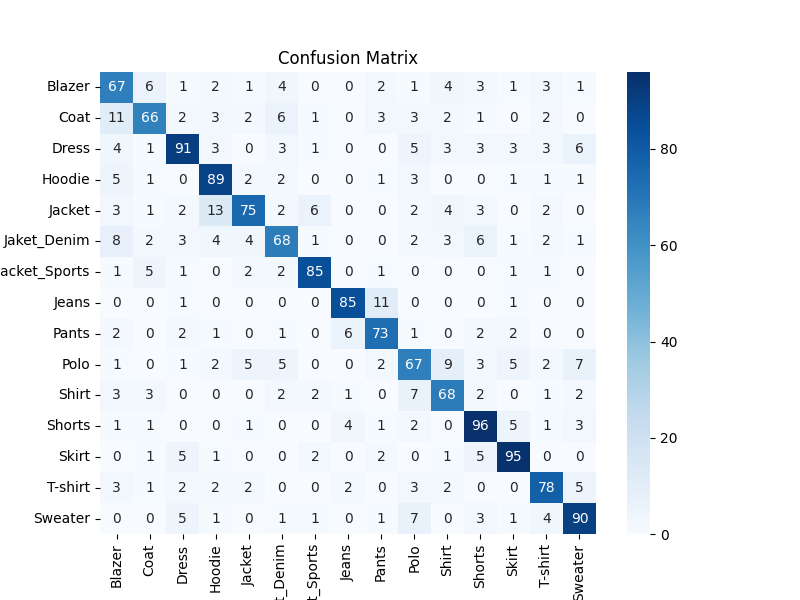 Confusion Matrix
Blazer 67 6 1 2 1 4 0 0 2 1 4 3 1 3 1
Coat 11 66 2 3 2 6 1 0 3 3 2 1 0 2 0
Dress 4 1 91 3 0 3 1 0 0 5 3 3 3 3 6
Hoodie 5 1 0 89 2 2 0 0 1 3 0 0 1 1 1
Jacket 3 1 2 13 75 2 6 0 0 2 4 3 0 2 0
Jaket_Denim 8 2 3 4 4 68 1 0 0 2 3 6 1 2 1
acket_Sports 1 5 1 0 2 2 85 0 1 0 0 0 1 1 0
Jeans 0 0 1 0 0 0 0 85 11 0 0 0 1 0 0
Pants 2 0 2 1 0 1 0 6 73 1 0 2 2 0 0
Polo 1 0 1 2 5 5 0 0 2 67 9 3 5 2 7
Shirt 3 3 0 0 0 2 2 1 0 7 68 2 0 1 2
Shorts 1 1 0 0 1 0 0 4 1 2 0 96 5 1 3
Skirt 0 1 5 1 0 0 2 0 2 0 1 5 95 0 0
T-shirt 3 1 2 2 2 0 0 2 0 3 2 0 0 78 5
Sweater 0 0 5 1 0 1 1 0 1 7 0 3 1 4 90
Blazer
Coat
Dress
Hoodie
Jacket
t_Denim
t_Sports
Jeans
Pants
Polo
Shirt
Shorts
Skirt
T-shirt
Sweater
80
60
40
20
0